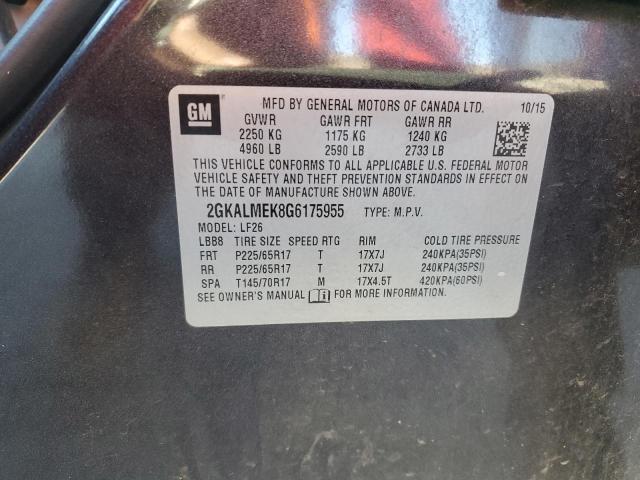 GM
MFD BY GENERAL MOTORS OF CANADA LTD. 10/15
GVWR GAWR FRT GAWR RR
2250 KG 1175 KG 1240 KG
4960 LB 2590 LB 2733 LB
THIS VEHICLE CONFORMS TO ALL APPLICABLE U.S. FEDERAL MOTOR
VEHICLE SAFETY AND THEFT PREVENTION STANDARDS IN EFFECT ON
THE DATE OF MANUFACTURE SHOWN ABOVE.
2GKALMEK8G6175955 TYPE: M.P.V.
MODEL: LF26
LBB8 TIRE SIZE SPEED RTG RIM COLD TIRE PRESSURE
FRT P225/65R17 T 17X7J 240KPA(35PSI)
RR P225/65R17 T 17X7J 240KPA(35PSI)
SPA T145/70R17 M 17X4.5T 420KPA(60PSI)
SEE OWNER'S MANUAL FOR MORE INFORMATION.